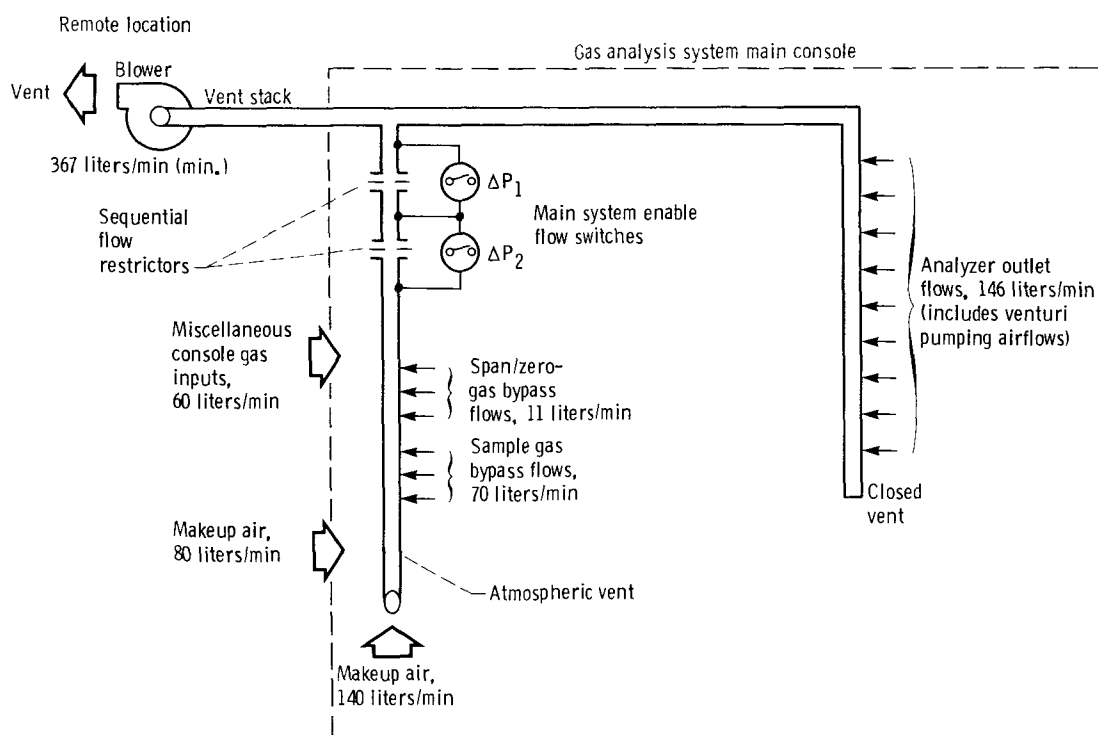 Remote location
Gas analysis system main console
Blower
Vent
Vent stack
367 liters/min (min.)
ΔP1
Sequential
flow
restrictors
Main system enable
flow switches
ΔP2
Analyzer outlet
flows, 146 liters/min
(includes venturi
pumping airflows)
Miscellaneous
console gas
inputs,
60 liters/min
Span/zero-
gas bypass
flows, 11 liters/min
Sample gas
bypass flows,
70 liters/min
Closed
vent
Makeup air,
80 liters/min
Atmospheric vent
Makeup air,
140 liters/min